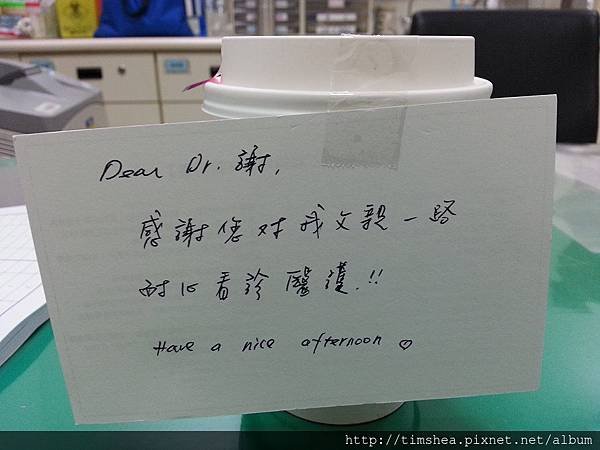 Dear Dr. 謝,
感謝您对我父親一路
耐心看診醫護.!!
Have a nice afternoon ♡
http://timshea.pixnet.net/album